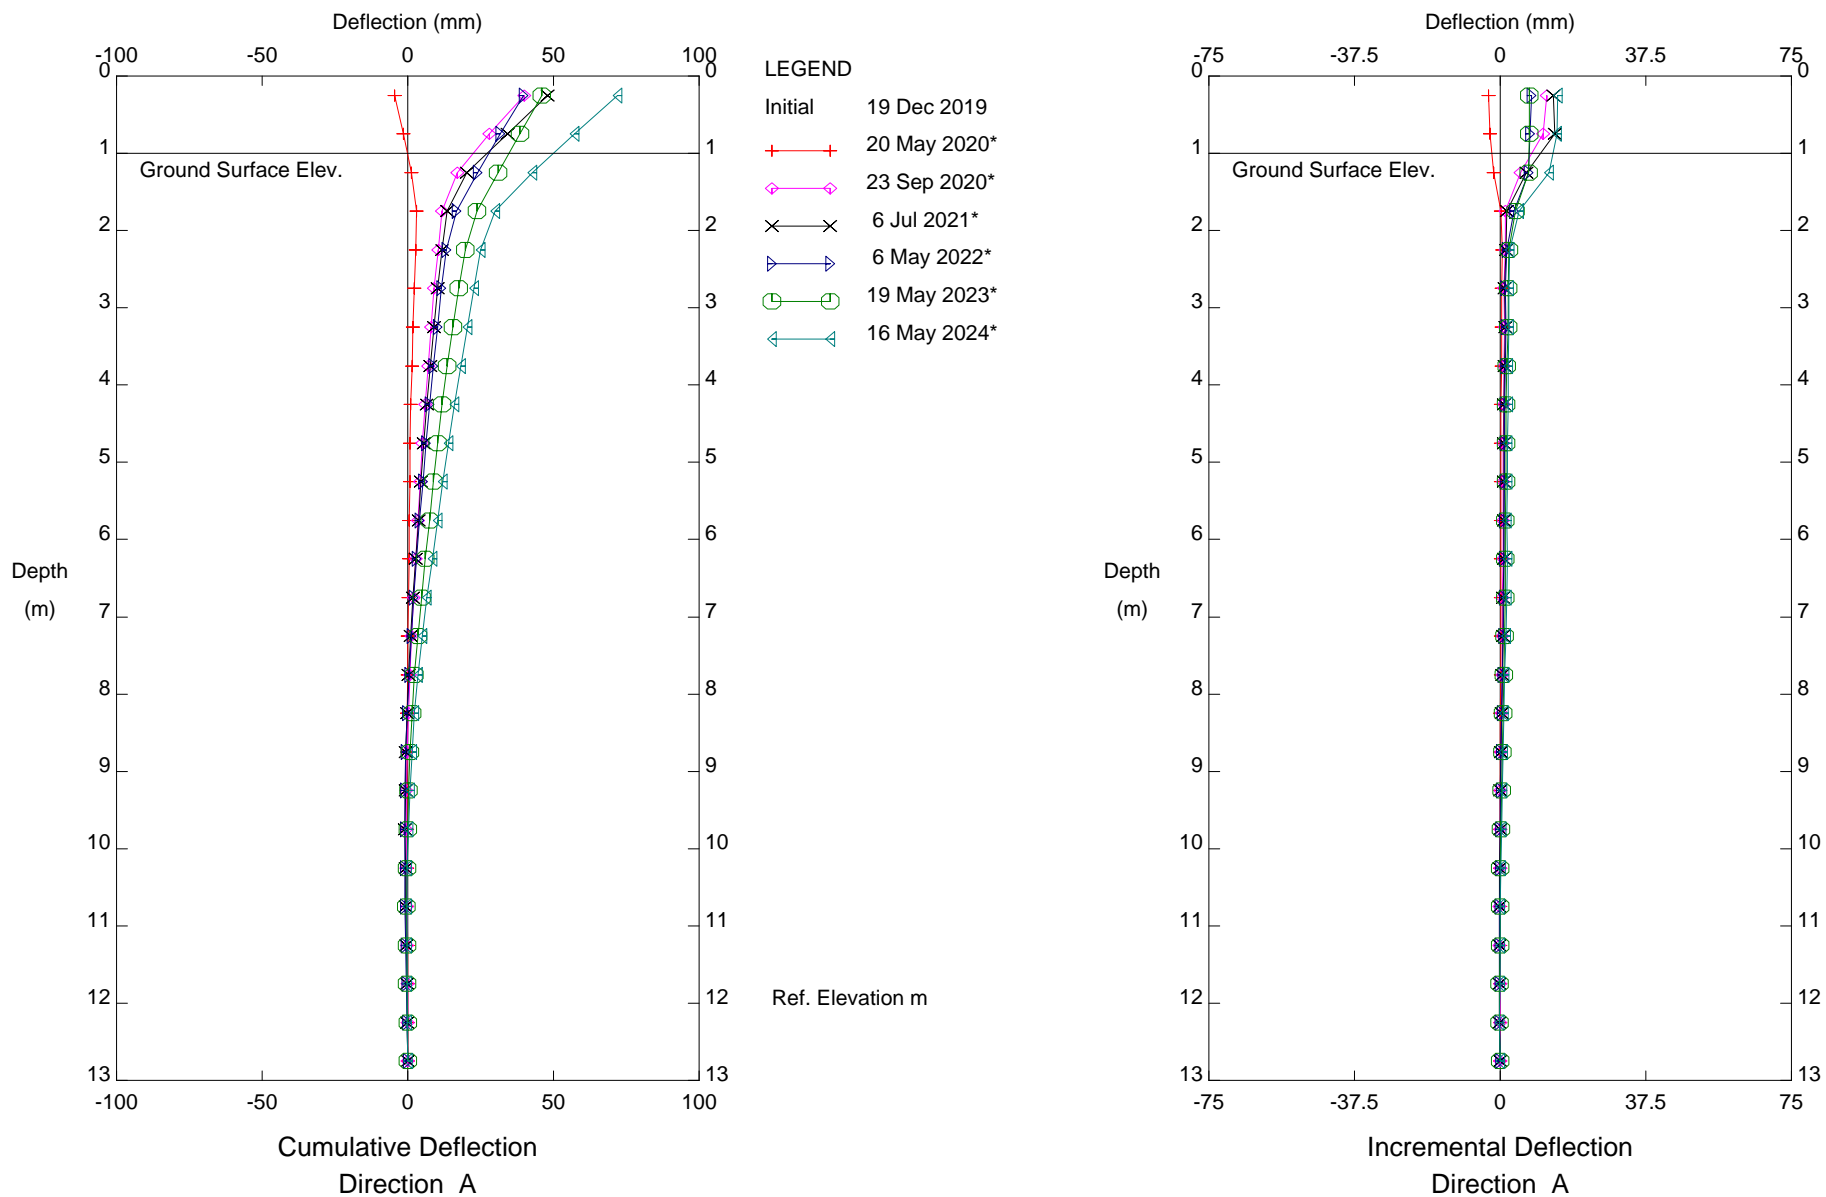 Deflection (mm)
-100 -50 0 50 100
0 0
1 1
Ground Surface Elev.
2 2
3 3
4 4
5 5
6 6
Depth
(m)
7 7
8 8
9 9
10 10
11 11
12 12
13 13
-100 -50 0 50 100
Cumulative Deflection
Direction A
LEGEND
Initial 19 Dec 2019
20 May 2020*
23 Sep 2020*
6 Jul 2021*
6 May 2022*
19 May 2023*
16 May 2024*
Ref. Elevation m
Deflection (mm)
-75 -37.5 0 37.5 75
0 0
1 1
Ground Surface Elev.
2 2
3 3
4 4
5 5
6 6
Depth
(m)
7 7
8 8
9 9
10 10
11 11
12 12
13 13
-75 -37.5 0 37.5 75
Incremental Deflection
Direction A